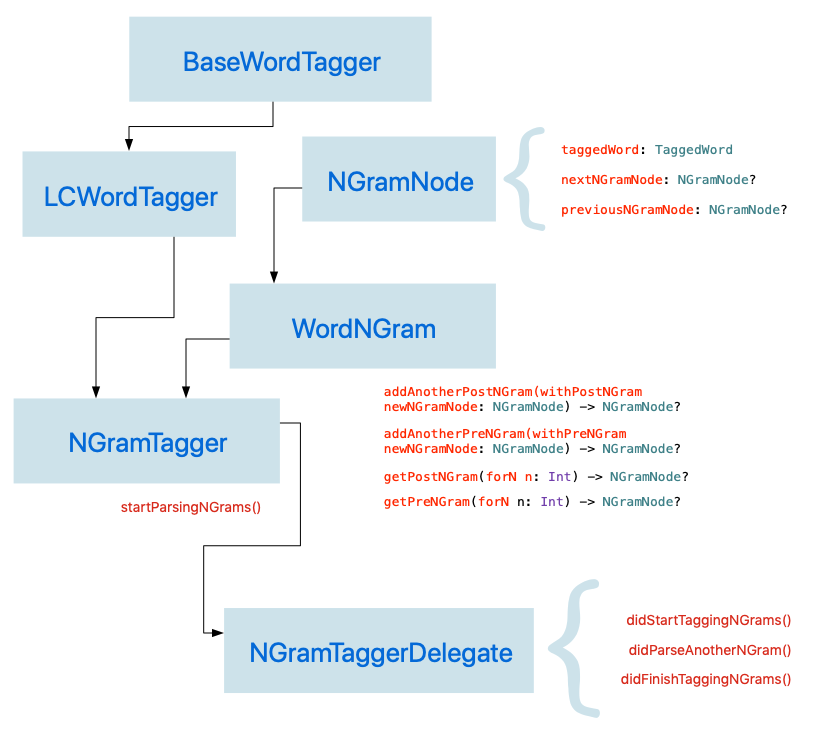 BaseWordTagger
LCWordTagger
NGramNode
taggedWord: TaggedWord
nextNGramNode: NGramNode?
previousNGramNode: NGramNode?
WordNGram
addAnotherPostNGram(withPostNGram
newNGramNode: NGramNode) -> NGramNode?
addAnotherPreNGram(withPreNGram
newNGramNode: NGramNode) -> NGramNode?
getPostNGram(forN n: Int) -> NGramNode?
getPreNGram(forN n: Int) -> NGramNode?
NGramTagger
startParsingNGrams()
NGramTaggerDelegate
didStartTaggingNGrams()
didParseAnotherNGram()
didFinishTaggingNGrams()